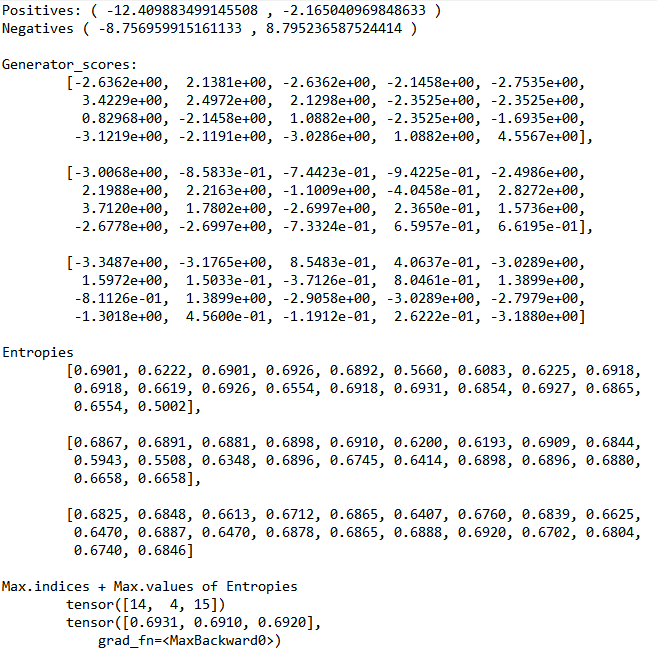 Positives: ( -12.409883499145508 , -2.165040969848633 )
Negatives ( -8.756959915161133 , 8.795236587524414 )
Generator_scores:
[-2.6362e+00, 2.1381e+00, -2.6362e+00, -2.1458e+00, -2.7535e+00,
3.4229e+00, 2.4972e+00, 2.1298e+00, -2.3525e+00, -2.3525e+00,
0.82968e+00, -2.1458e+00, 1.0882e+00, -2.3525e+00, -1.6935e+00,
-3.1219e+00, -2.1191e+00, -3.0286e+00, 1.0882e+00, 4.5567e+00],
[-3.0068e+00, -8.5833e-01, -7.4423e-01, -9.4225e-01, -2.4986e+00,
2.1988e+00, 2.2163e+00, -1.1009e+00, -4.0458e-01, 2.8272e+00,
3.7120e+00, 1.7802e+00, -2.6997e+00, 2.3650e-01, 1.5736e+00,
-2.6778e+00, -2.6997e+00, -7.3324e-01, 6.5957e-01, 6.6195e-01],
[-3.3487e+00, -3.1765e+00, 8.5483e-01, 4.0637e-01, -3.0289e+00,
1.5972e+00, 1.5033e-01, -3.7126e-01, 8.0461e-01, 1.3899e+00,
-8.1126e-01, 1.3899e+00, -2.9058e+00, -3.0289e+00, -2.7979e+00,
-1.3018e+00, 4.5600e-01, -1.1912e-01, 2.6222e-01, -3.1880e+00]
Entropies
[0.6901, 0.6222, 0.6901, 0.6926, 0.6892, 0.5660, 0.6083, 0.6225, 0.6918,
0.6918, 0.6619, 0.6926, 0.6554, 0.6918, 0.6931, 0.6854, 0.6927, 0.6865,
0.6554, 0.5002],
[0.6867, 0.6891, 0.6881, 0.6898, 0.6910, 0.6200, 0.6193, 0.6909, 0.6844,
0.5943, 0.5508, 0.6348, 0.6896, 0.6745, 0.6414, 0.6898, 0.6896, 0.6880,
0.6658, 0.6658],
[0.6825, 0.6848, 0.6613, 0.6712, 0.6865, 0.6407, 0.6760, 0.6839, 0.6625,
0.6470, 0.6887, 0.6470, 0.6878, 0.6865, 0.6888, 0.6920, 0.6702, 0.6804,
0.6740, 0.6846]
Max.indices + Max.values of Entropies
tensor([14, 4, 15])
tensor([0.6931, 0.6910, 0.6920],
grad_fn=<MaxBackward0>)